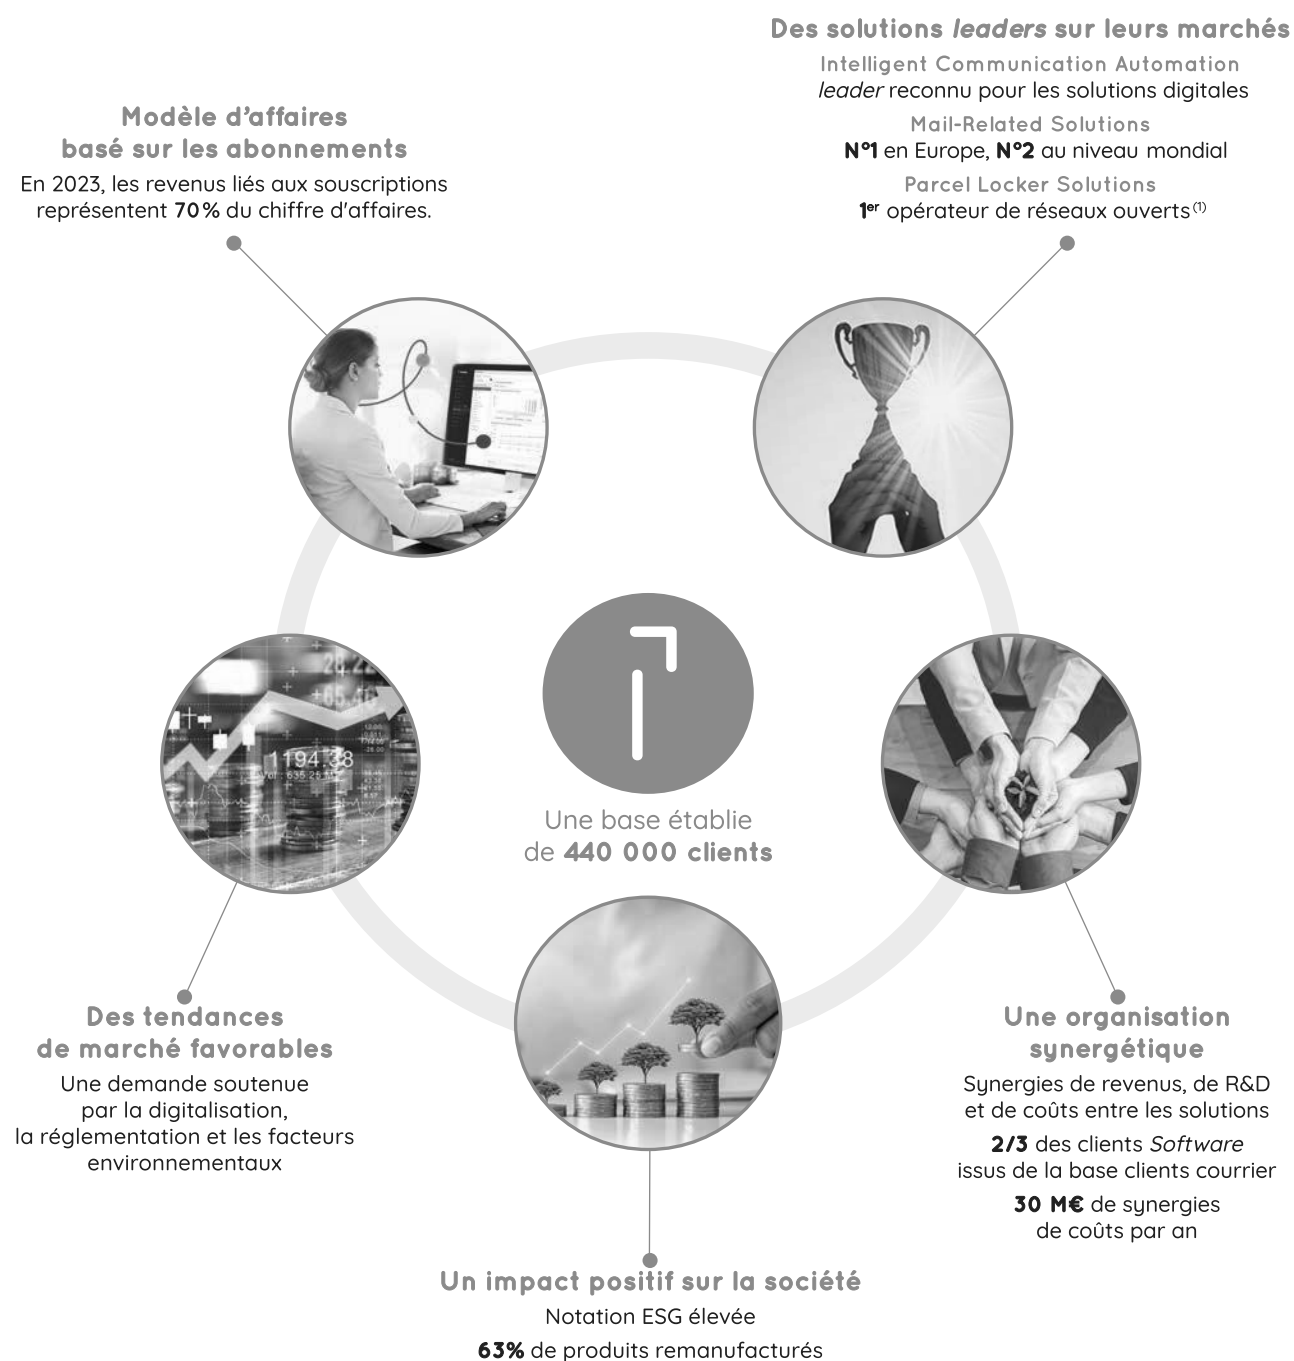 Des solutions leaders sur leurs marchés
Intelligent Communication Automation
leader reconnu pour les solutions digitales
Mail-Related Solutions
N°1 en Europe, N°2 au niveau mondial
Parcel Locker Solutions
1er opérateur de réseaux ouverts(1)
Modèle d’affaires
basé sur les abonnements
En 2023, les revenus liés aux souscriptions
représentent 70% du chiffre d'affaires.
1194.38
Une base établie
de 440 000 clients
Des tendances
de marché favorables
Une demande soutenue
par la digitalisation,
la réglementation et les facteurs
environnementaux
Une organisation
synergétique
Synergies de revenus, de R&D
et de coûts entre les solutions
2/3 des clients Software
issus de la base clients courrier
30 M€ de synergies
de coûts par an
Un impact positif sur la société
Notation ESG élevée
63% de produits remanufacturés